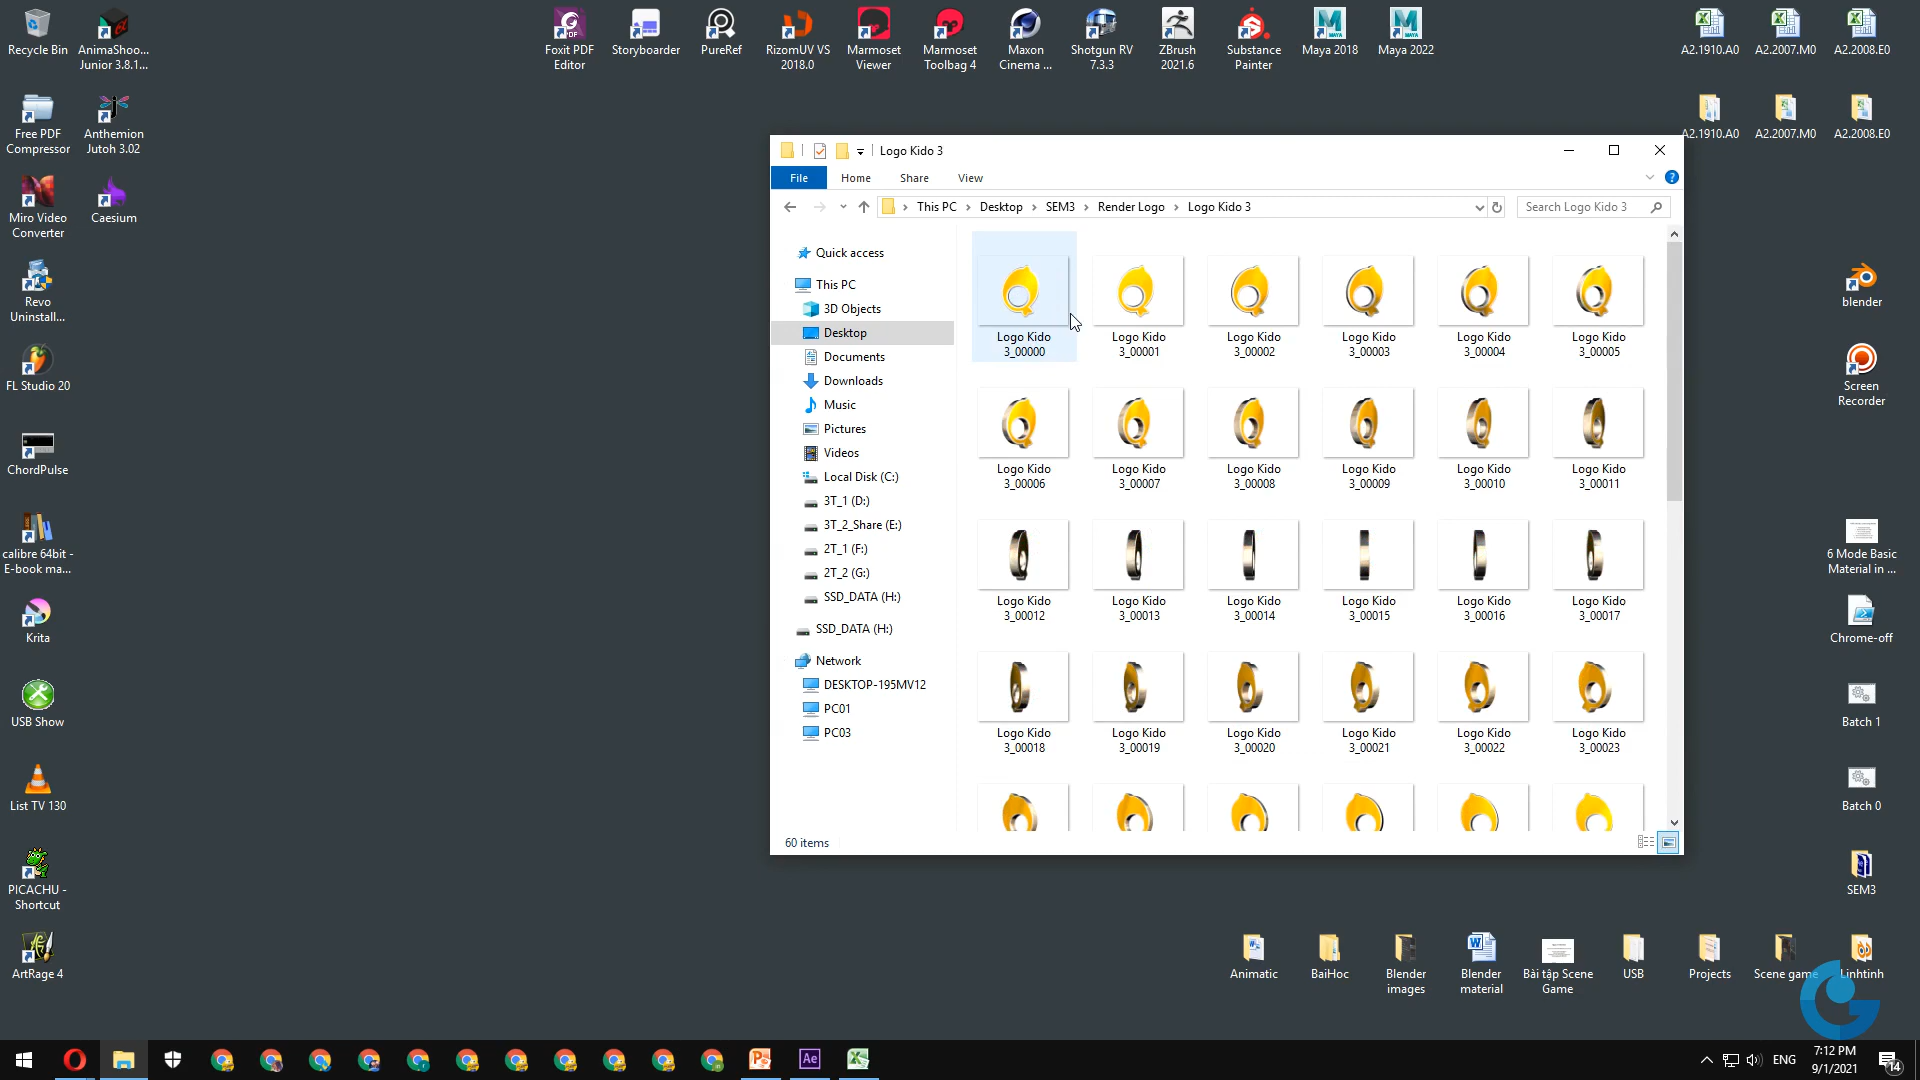 Recycle Bin
AnimaShoo...
Junior 3.8.1...
Foxit PDF
Editor
Storyboarder
PureRef
RizomUV VS
2018.0
Marmoset
Viewer
Marmoset
Toolbag 4
Maxon
Cinema ...
Shotgun RV
7.3.3
ZBrush
2021.6
Substance
Painter
Maya 2018
Maya 2022
A2.1910.A0
A2.2007.M0
A2.2008.E0
Free PDF
Compressor
Anthemion
Jutoh 3.02
A2.1910.A0
A2.2007.M0
A2.2008.E0
Miro Video
Converter
Caesium
Revo
Uninstall...
FL Studio 20
ChordPulse
calibre 64bit -
E-book ma...
Krita
USB Show
List TV 130
PICACHU -
Shortcut
ArtRage 4
Logo Kido 3
File
Home
Share
View
This PC
Desktop
SEM3
Render Logo
Logo Kido 3
Search Logo Kido 3
Quick access
This PC
3D Objects
Desktop
Documents
Downloads
Music
Pictures
Videos
Local Disk (C:)
3T_1 (D:)
3T_2_Share (E:)
2T_1 (F:)
2T_2 (G:)
SSD_DATA (H:)
SSD_DATA (H:)
Network
DESKTOP-195MV12
PC01
PC03
Logo Kido
3_00000
Logo Kido
3_00001
Logo Kido
3_00002
Logo Kido
3_00003
Logo Kido
3_00004
Logo Kido
3_00005
Logo Kido
3_00006
Logo Kido
3_00007
Logo Kido
3_00008
Logo Kido
3_00009
Logo Kido
3_00010
Logo Kido
3_00011
Logo Kido
3_00012
Logo Kido
3_00013
Logo Kido
3_00014
Logo Kido
3_00015
Logo Kido
3_00016
Logo Kido
3_00017
Logo Kido
3_00018
Logo Kido
3_00019
Logo Kido
3_00020
Logo Kido
3_00021
Logo Kido
3_00022
Logo Kido
3_00023
60 items
blender
Screen
Recorder
6 Mode Basic
Material in ...
Chrome-off
Batch 1
Batch 0
SEM3
Animatic
BaiHoc
Blender
images
Blender
material
Bài tập Scene
Game
USB
Projects
Scene game
Linhtinh
Ae
ENG
7:12 PM
9/1/2021
14